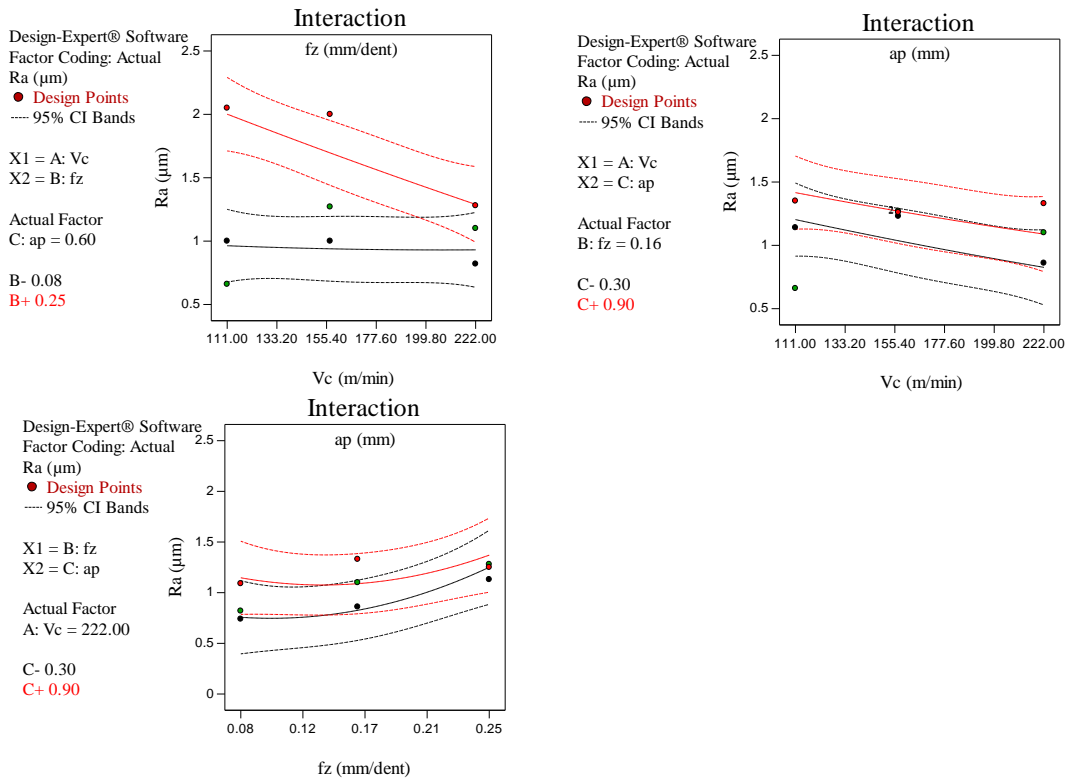 Interaction
Design-Expert® Software
Factor Coding: Actual
Ra (µm)
Design Points
95% CI Bands
X1 = A: Vc
X2 = B: fz
Actual Factor
C: ap = 0.60
B- 0.08
B+ 0.25
fz (mm/dent)
Ra (µm)
2.5
2
1.5
1
0.5
111.00 133.20 155.40 177.60 199.80 222.00
Vc (m/min)
Interaction
Design-Expert® Software
Factor Coding: Actual
Ra (µm)
Design Points
95% CI Bands
X1 = A: Vc
X2 = C: ap
Actual Factor
B: fz = 0.16
C- 0.30
C+ 0.90
ap (mm)
Ra (µm)
2.5
2
1.5
1
0.5
2
111.00 133.20 155.40 177.60 199.80 222.00
Vc (m/min)
Interaction
Design-Expert® Software
Factor Coding: Actual
Ra (µm)
Design Points
95% CI Bands
X1 = B: fz
X2 = C: ap
Actual Factor
A: Vc = 222.00
C- 0.30
C+ 0.90
ap (mm)
Ra (µm)
2.5
2
1.5
1
0.5
0
0.08 0.12 0.17 0.21 0.25
fz (mm/dent)